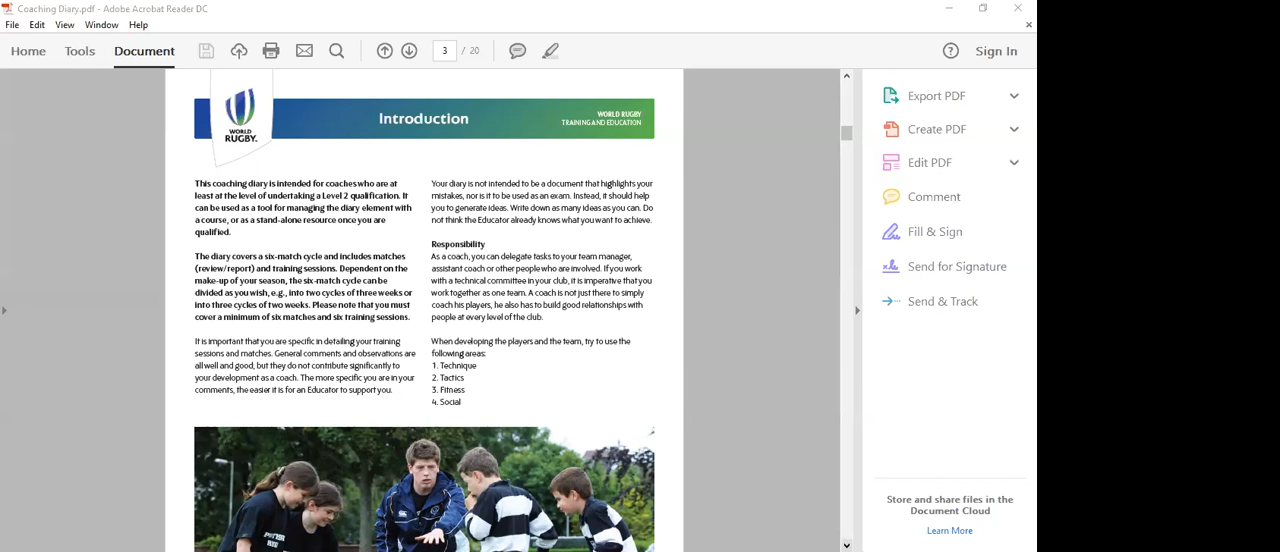 Coaching Diary.pdf - Adobe Acrobat Reader DC
File Edit View Window Help
Home Tools Document 3 / 20 Sign In
WORLD RUGBY.
Introduction
WORLD RUGBY
TRAINING AND EDUCATION
This coaching diary is intended for coaches who are at
least at the level of undertaking a Level 2 qualification. It
can be used as a tool for managing the diary element with
a course, or as a stand-alone resource once you are
qualified.
The diary covers a six-match cycle and includes matches
(review/report) and training sessions. Dependent on the
make-up of your season, the six-match cycle can be
divided as you wish, e.g., into two cycles of three weeks or
into three cycles of two weeks. Please note that you must
cover a minimum of six matches and six training sessions.
It is important that you are specific in detailing your training
sessions and matches. General comments and observations are
all well and good, but they do not contribute significantly to
your development as a coach. The more specific you are in your
comments, the easier it is for an Educator to support you.
Your diary is not intended to be a document that highlights your
mistakes, nor is it to be used as an exam. Instead, it should help
you to generate ideas. Write down as many ideas as you can. Do
not think the Educator already knows what you want to achieve.
Responsibility
As a coach, you can delegate tasks to your team manager,
assistant coach or other people who are involved. If you work
with a technical committee in your club, it is imperative that you
work together as one team. A coach is not just there to simply
coach his players, he also has to build good relationships with
people at every level of the club.
When developing the players and the team, try to use the
following areas:
1. Technique
2. Tactics
3. Fitness
4. Social
Export PDF
Create PDF
Edit PDF
Comment
Fill & Sign
Send for Signature
Send & Track
Store and share files in the
Document Cloud
Learn More